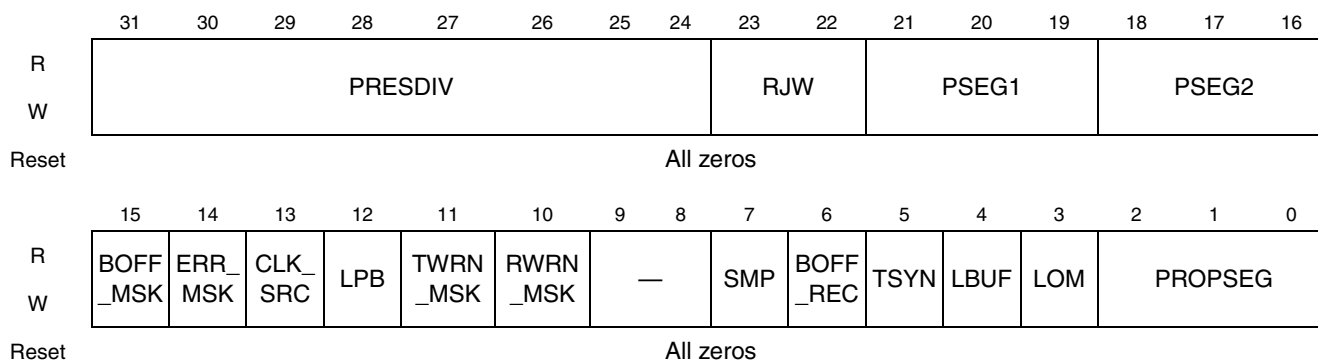 31 30 29 28 27 26 25 24 23 22 21 20 19 18 17 16
R
W
PRESDIV RJW PSEG1 PSEG2
Reset All zeros
15 14 13 12 11 10 9 8 7 6 5 4 3 2 1 0
R
W
BOFF ERR_ CLK_ LPB TWRN RWRN — SMP BOFF TSYN LBUF LOM PROPSEG
_MSK MSK SRC _MSK _MSK _REC
Reset All zeros